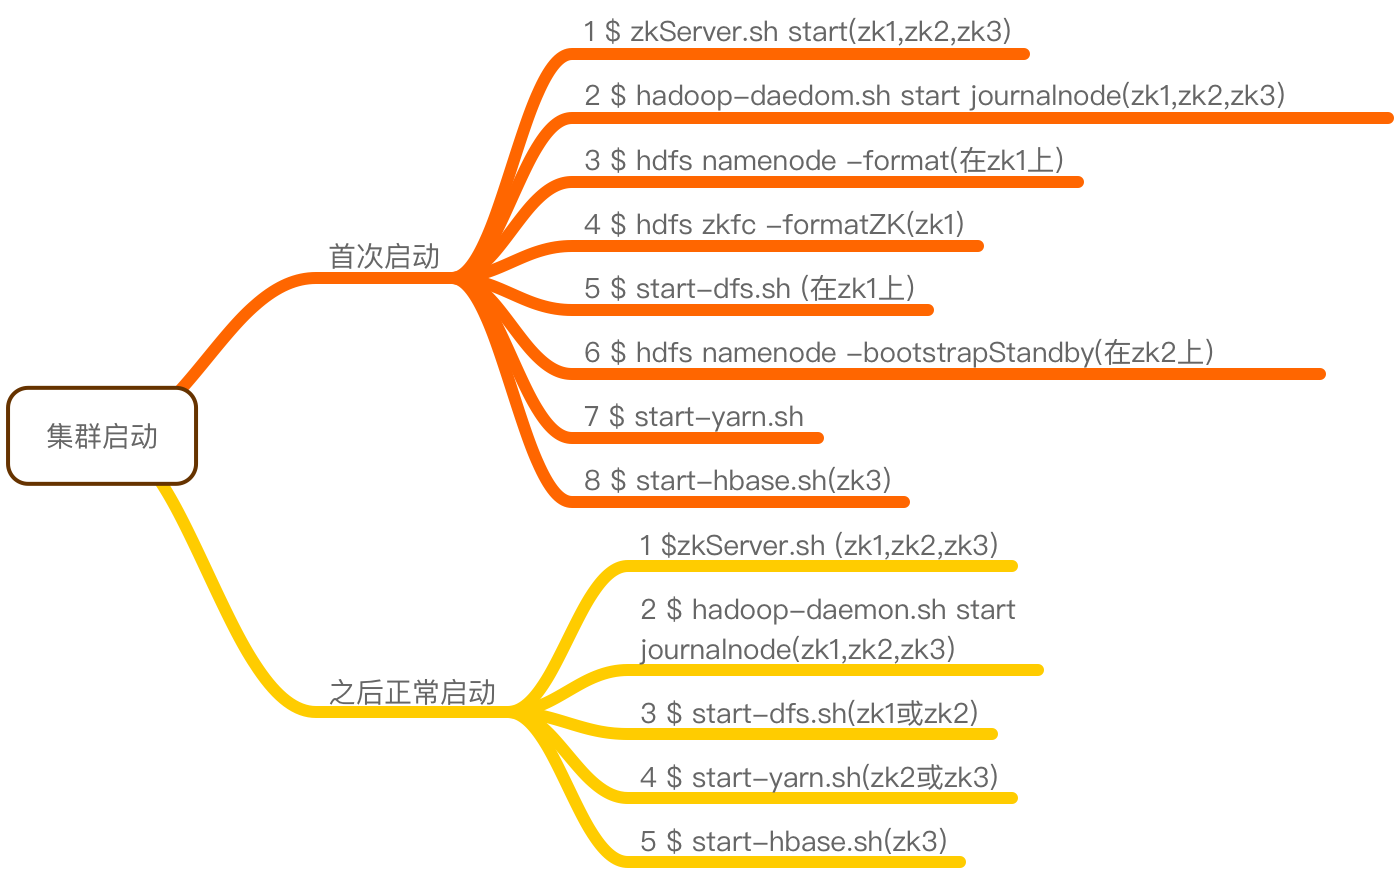 集群启动
首次启动
1 $ zkServer.sh start(zk1,zk2,zk3)
2 $ hadoop-daedom.sh start journalnode(zk1,zk2,zk3)
3 $ hdfs namenode -format(在zk1上)
4 $ hdfs zkfc -formatZK(zk1)
5 $ start-dfs.sh (在zk1上)
6 $ hdfs namenode -bootstrapStandby(在zk2上)
7 $ start-yarn.sh
8 $ start-hbase.sh(zk3)
之后正常启动
1 $zkServer.sh (zk1,zk2,zk3)
2 $ hadoop-daemon.sh start
journalnode(zk1,zk2,zk3)
3 $ start-dfs.sh(zk1或zk2)
4 $ start-yarn.sh(zk2或zk3)
5 $ start-hbase.sh(zk3)